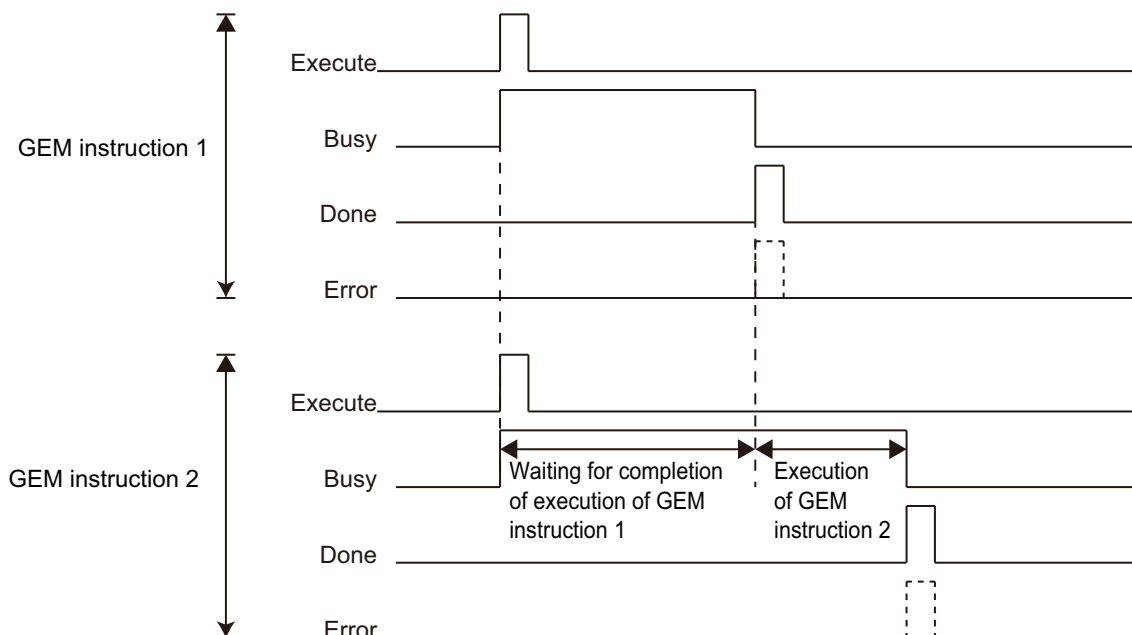 Execute
Busy
GEM instruction 1
Done
Error
Execute
Busy
GEM instruction 2
Waiting for completion
of execution of GEM
instruction 1
Execution
of GEM
instruction 2
Done
Error